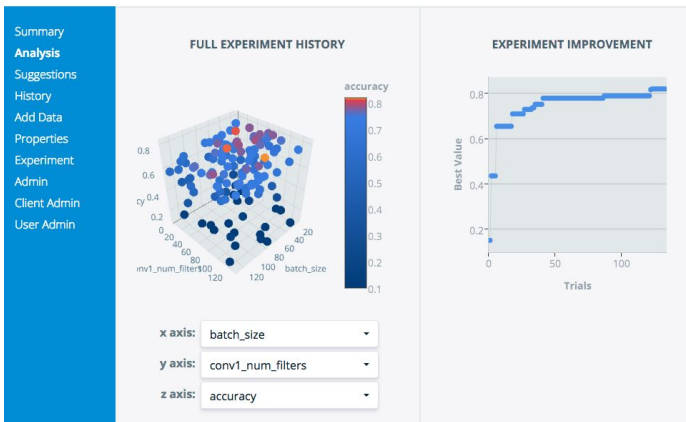 Summary
Analysis
Suggestions
History
Add Data
Properties
Experiment
Admin
Client Admin
User Admin
FULL EXPERIMENT HISTORY
accuracy
0.8
0.7
0.6
0.5
0.4
0.3
0.2
0.1
0.8
0.6
cy 0.4
0.2
0
20
40
60
80
100
120
onv1_num_filters
20
40
60
80
100
120
batch_size
x axis: batch_size
y axis: conv1_num_filters
z axis: accuracy
EXPERIMENT IMPROVEMENT
Best Value
0.8
0.6
0.4
0.2
0 50 100
Trials